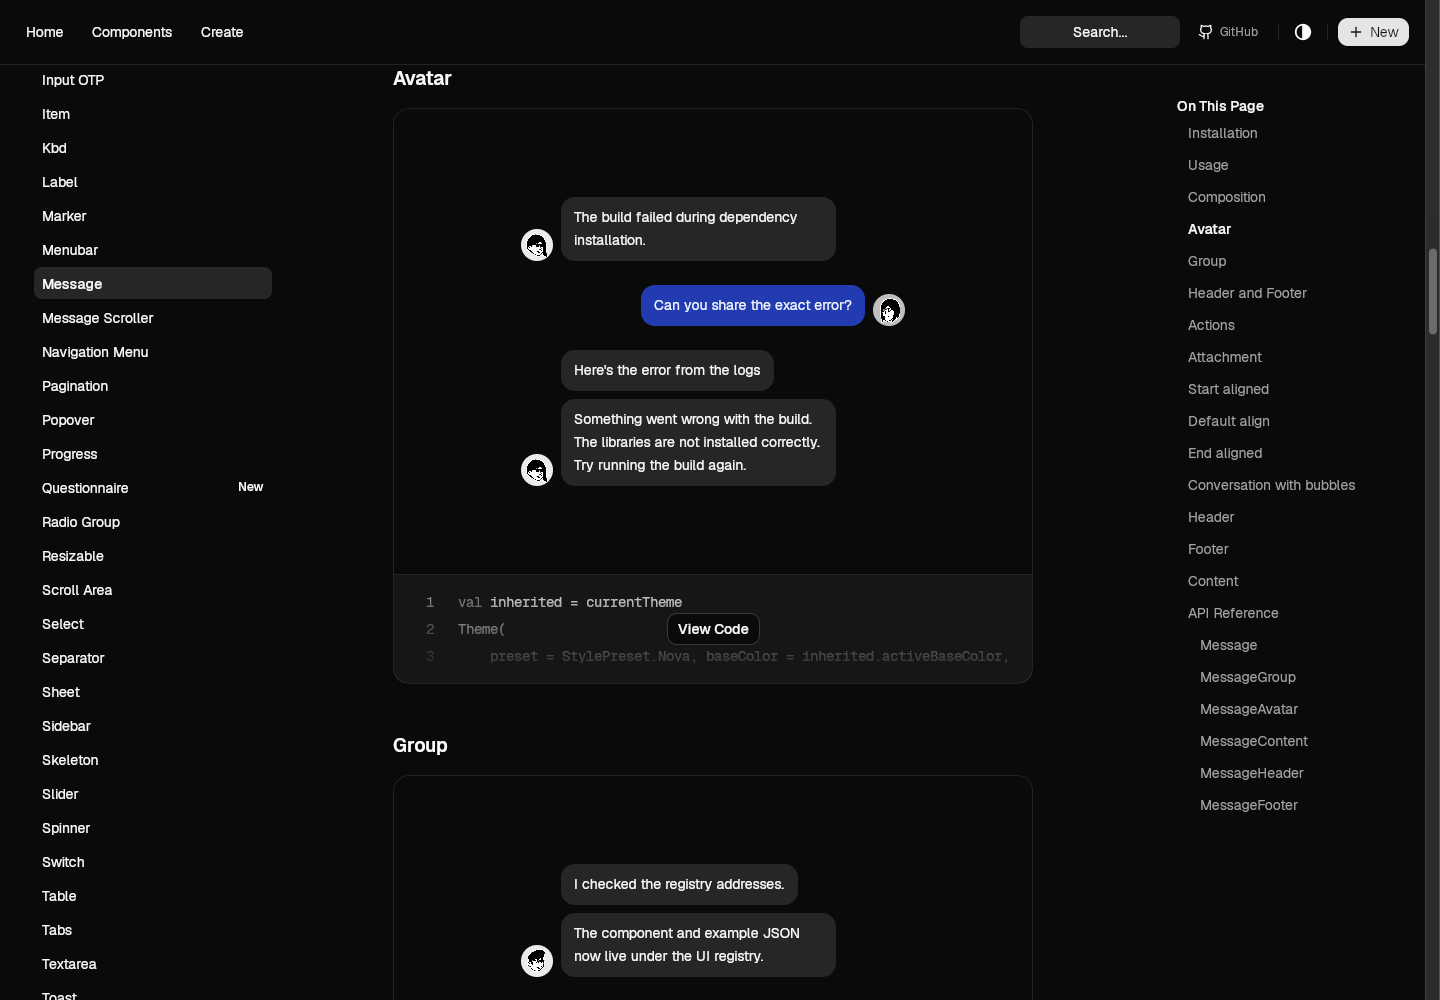 Home
Components
Create
Search...
GitHub
New
Input OTP
Item
Kbd
Label
Marker
Menubar
Message
Message Scroller
Navigation Menu
Pagination
Popover
Progress
Questionnaire
New
Radio Group
Resizable
Scroll Area
Select
Separator
Sheet
Sidebar
Skeleton
Slider
Spinner
Switch
Table
Tabs
Textarea
Toast
Avatar
The build failed during dependency
installation.
Can you share the exact error?
Here's the error from the logs
Something went wrong with the build.
The libraries are not installed correctly.
Try running the build again.
1 val inherited = currentTheme
2 Theme(
3 preset = StylePreset.Nova, baseColor = inherited.activeBaseColor,
View Code
Group
I checked the registry addresses.
The component and example JSON
now live under the UI registry.
On This Page
Installation
Usage
Composition
Avatar
Group
Header and Footer
Actions
Attachment
Start aligned
Default align
End aligned
Conversation with bubbles
Header
Footer
Content
API Reference
Message
MessageGroup
MessageAvatar
MessageContent
MessageHeader
MessageFooter